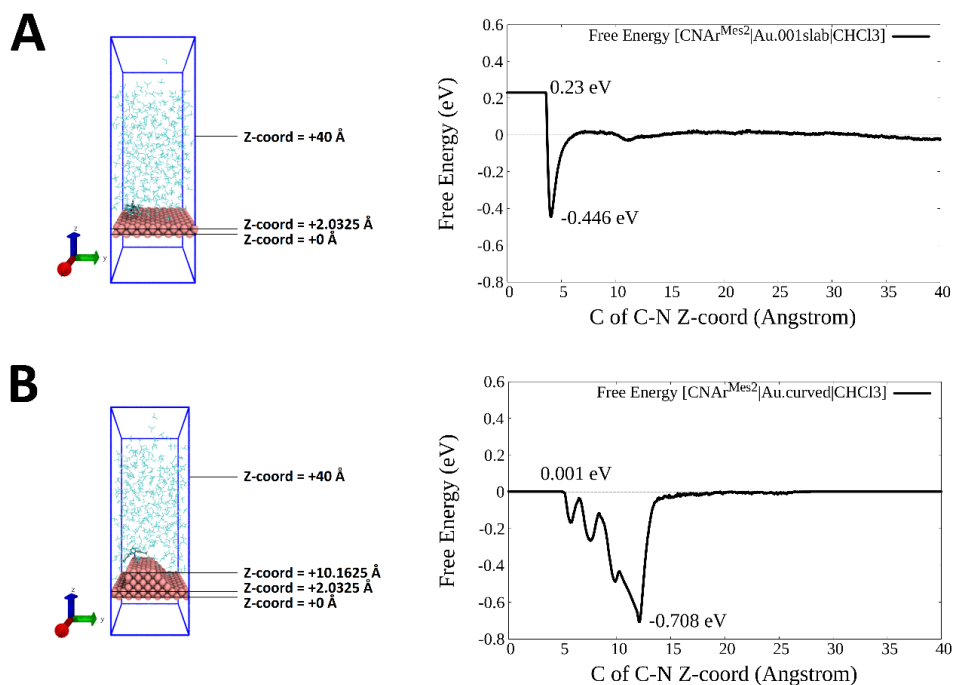 A
Z-coord = +40 Å
Z-coord = +2.0325 Å
Z-coord = +0 Å
z
y
Free Energy [CNAr^Mes2|Au.001slab|CHCl3]
0.6
0.4
0.2
0
-0.2
-0.4
-0.6
-0.8
0.23 eV
-0.446 eV
0 5 10 15 20 25 30 35 40
Free Energy (eV)
C of C-N Z-coord (Angstrom)
B
Z-coord = +40 Å
Z-coord = +10.1625 Å
Z-coord = +2.0325 Å
Z-coord = +0 Å
z
y
Free Energy [CNAr^Mes2|Au.curved|CHCl3]
0.6
0.4
0.2
0
-0.2
-0.4
-0.6
-0.8
0.001 eV
-0.708 eV
0 5 10 15 20 25 30 35 40
Free Energy (eV)
C of C-N Z-coord (Angstrom)